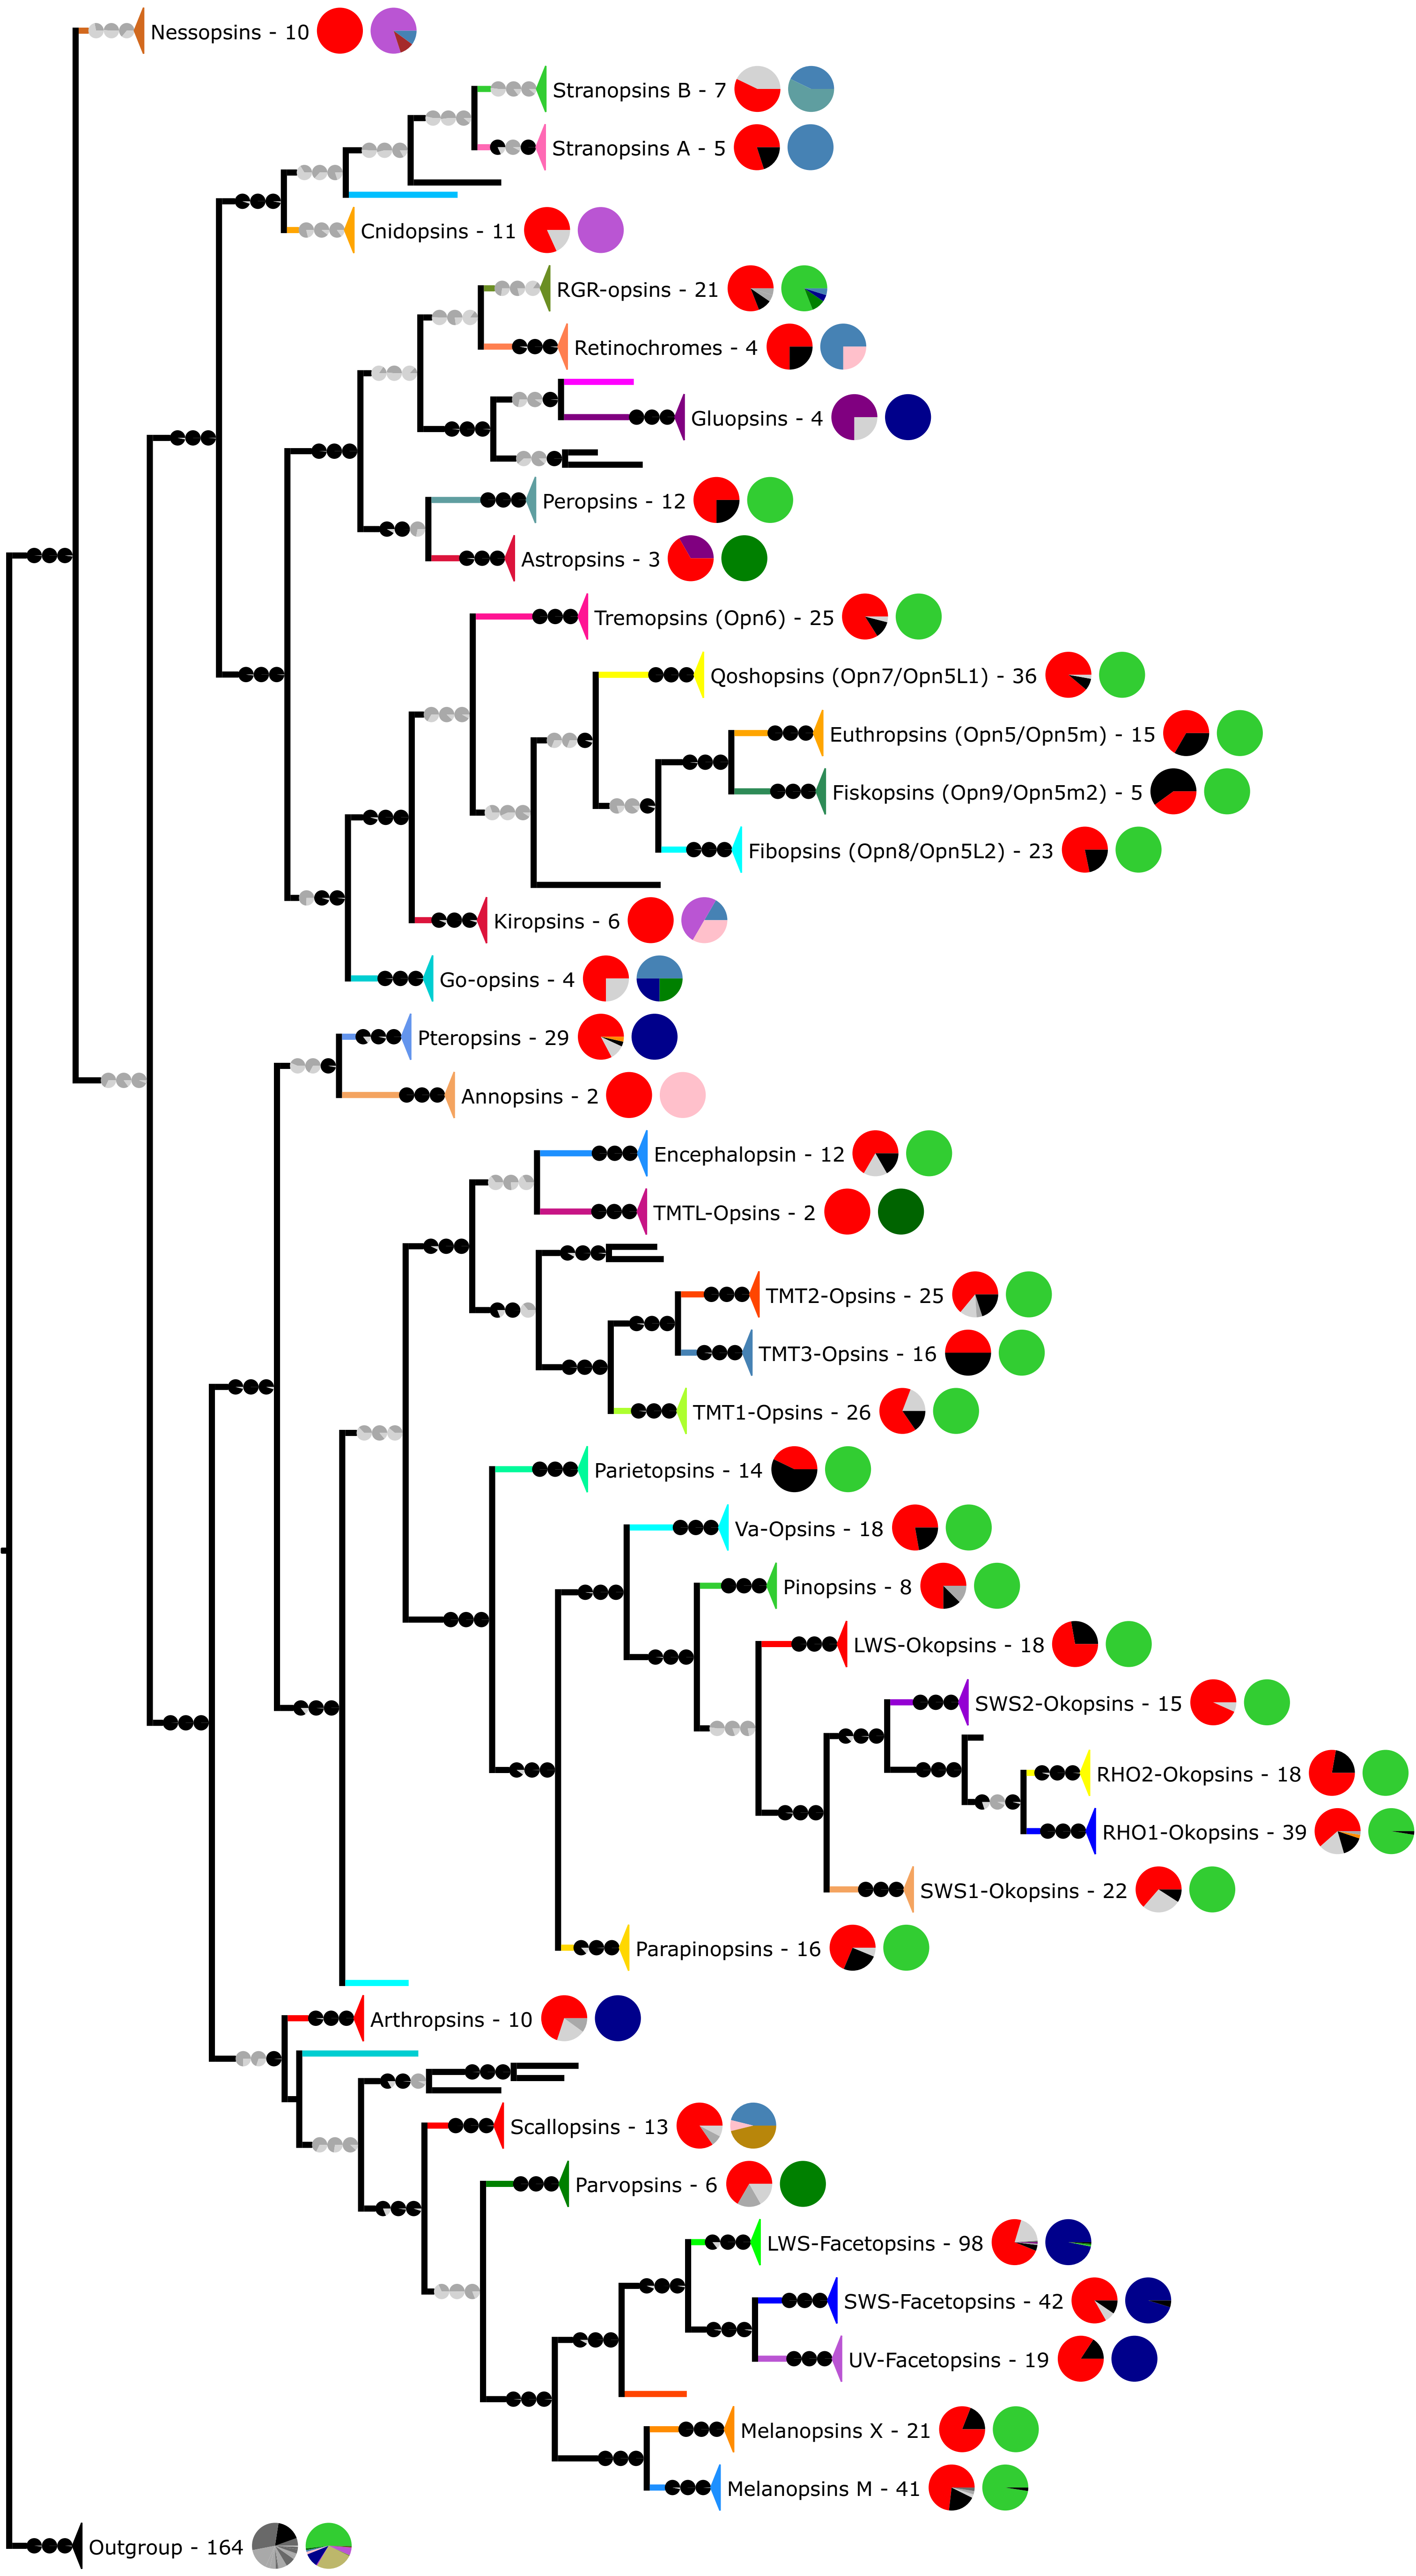 Nessopsins - 10
Stranopsins B - 7
Stranopsins A - 5
Cnidopsins - 11
RGR-opsins - 21
Retinochromes - 4
Gluopsins - 4
Peropsins - 12
Astropsins - 3
Tremopsins (Opn6) - 25
Qoshopsins (Opn7/Opn5L1) - 36
Euthropsins (Opn5/Opn5m) - 15
Fiskopsins (Opn9/Opn5m2) - 5
Fibopsins (Opn8/Opn5L2) - 23
Kiropsins - 6
Go-opsins - 4
Pteropsins - 29
Annopsins - 2
Encephalopsin - 12
TMTL-Opsins - 2
TMT2-Opsins - 25
TMT3-Opsins - 16
TMT1-Opsins - 26
Parietopsins - 14
Va-Opsins - 18
Pinopsins - 8
LWS-Okopsins - 18
SWS2-Okopsins - 15
RHO2-Okopsins - 18
RHO1-Okopsins - 39
SWS1-Okopsins - 22
Parapinopsins - 16
Arthropsins - 10
Scallopsins - 13
Parvopsins - 6
LWS-Facetopsins - 98
SWS-Facetopsins - 42
UV-Facetopsins - 19
Melanopsins X - 21
Melanopsins M - 41
Outgroup - 164